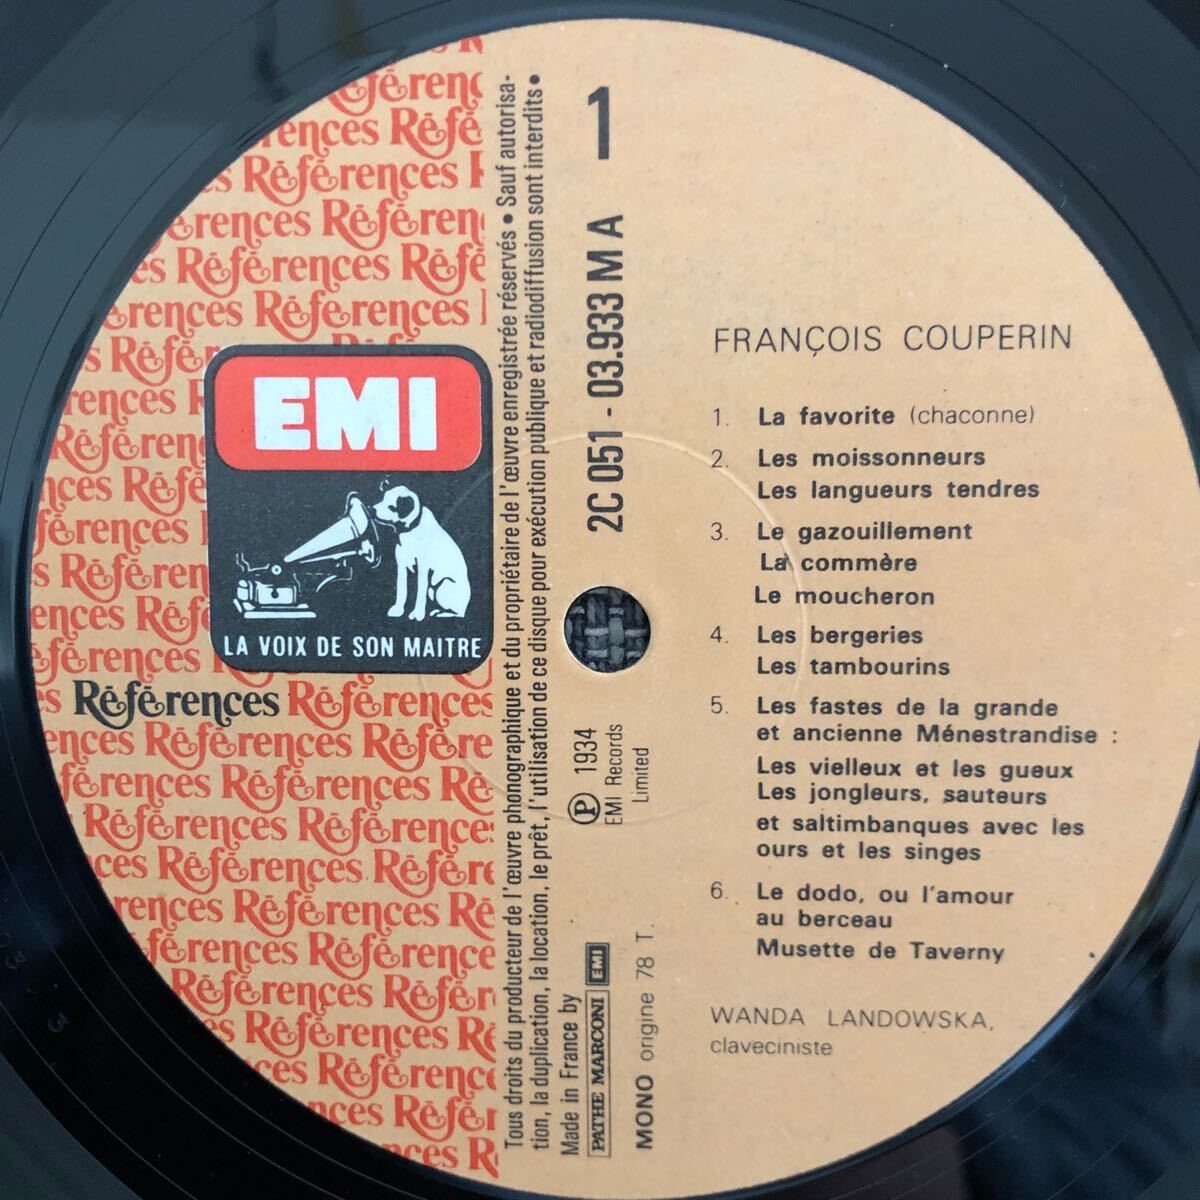 EMI
LA VOIX DE SON MAITRE
Références
Tous droits du producteur de l'œuvre phonographique et du propriétaire de l'œuvre enregistrée réservés • Sauf autorisa-
tion, la duplication, la location, le prêt, l'utilisation de ce disque pour exécution publique et radiodiffusion sont interdits •
Made in France by
PATHE MARCONI EMI
1
2C 051 - 03.933 M A
℗ 1934
EMI Records
Limited
MONO origine 78 T.
FRANÇOIS COUPERIN
1. La favorite (chaconne)
2. Les moissonneurs
Les langueurs tendres
3. Le gazouillement
La commère
Le moucheron
4. Les bergeries
Les tambourins
5. Les fastes de la grande
et ancienne Ménestrandise :
Les vielleux et les gueux
Les jongleurs, sauteurs
et saltimbanques avec les
ours et les singes
6. Le dodo, ou l'amour
au berceau
Musette de Taverny
WANDA LANDOWSKA,
claveciniste